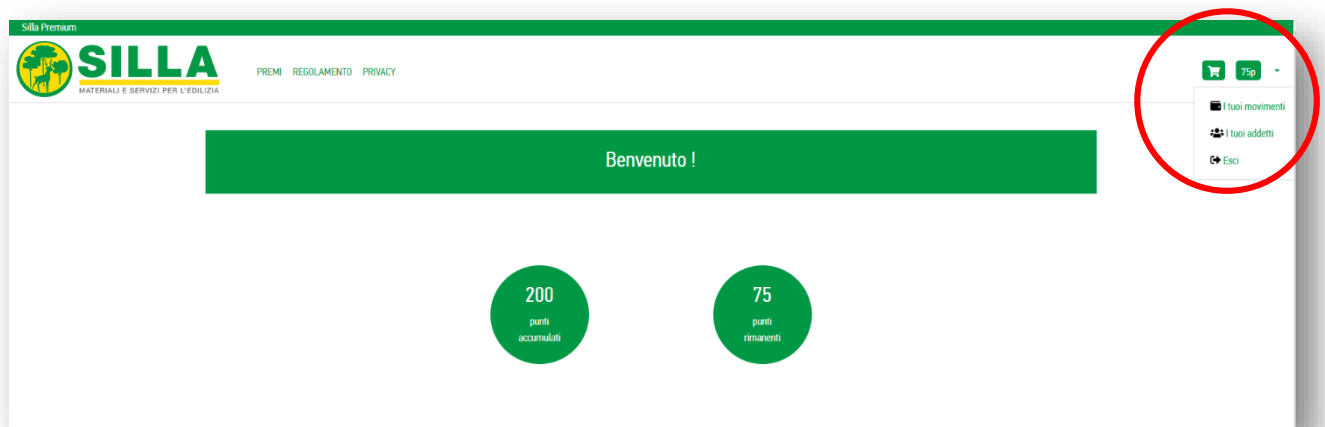 Silla Premium
SILLA
MATERIALI E SERVIZI PER L'EDILIZIA
PREMI REGOLAMENTO PRIVACY
75p
I tuoi movimenti
I tuoi addetti
Esci
Benvenuto !
200
punti
accumulati
75
punti
rimanenti